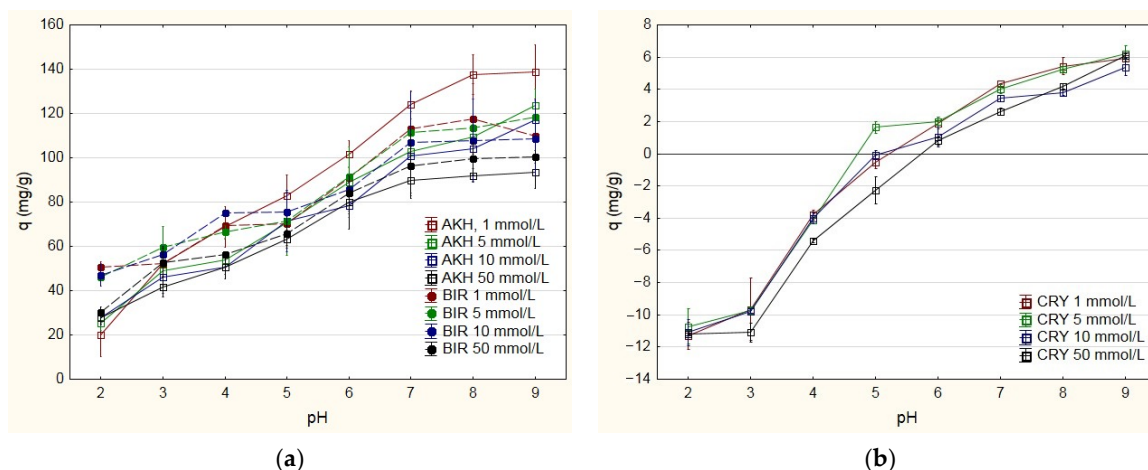 160
140
120
100
80
60
40
20
0
q (mg/g)
AKH, 1 mmol/L
AKH 5 mmol/L
AKH 10 mmol/L
AKH 50 mmol/L
BIR 1 mmol/L
BIR 5 mmol/L
BIR 10 mmol/L
BIR 50 mmol/L
2 3 4 5 6 7 8 9
pH
(a)
8
6
4
2
0
−2
−4
−6
−8
−10
−12
−14
q (mg/g)
CRY 1 mmol/L
CRY 5 mmol/L
CRY 10 mmol/L
CRY 50 mmol/L
2 3 4 5 6 7 8 9
pH
(b)